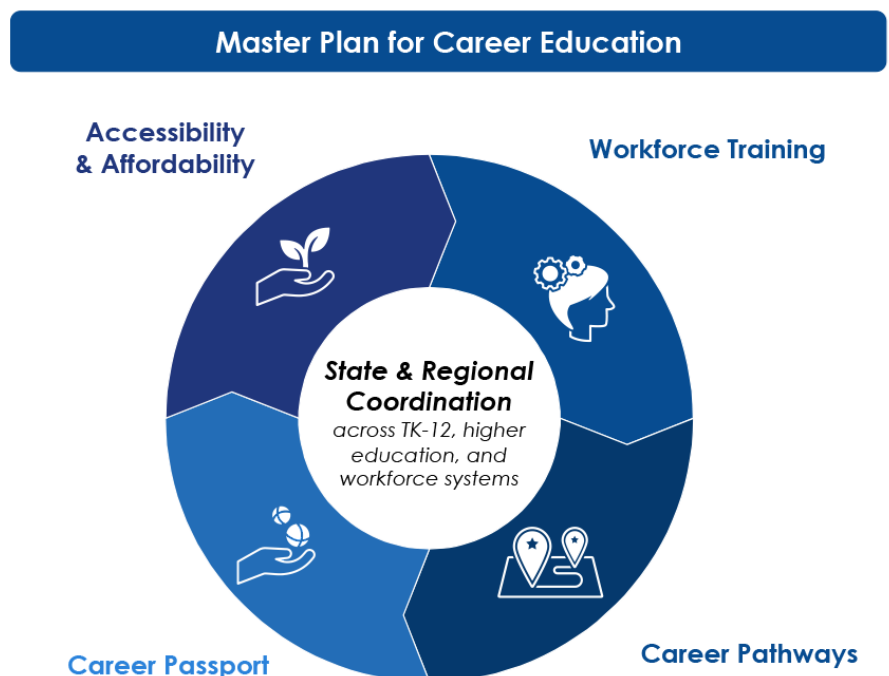 Master Plan for Career Education
Accessibility
& Affordability
Workforce Training
State & Regional
Coordination
across TK-12, higher
education, and
workforce systems
Career Passport
Career Pathways